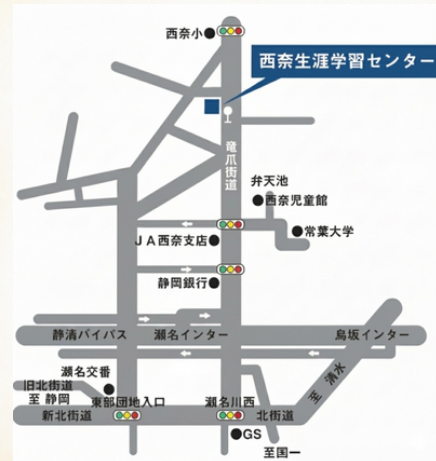 西奈小
西奈生涯学習センター
竜爪街道
弁天池
西奈児童館
常葉大学
JA西奈支店
静岡銀行
静清バイパス
瀬名インター
鳥坂インター
瀬名交番
旧北街道
至 静岡
東部団地入口
瀬名川西
至 清水
新北街道
北街道
GS
至国一